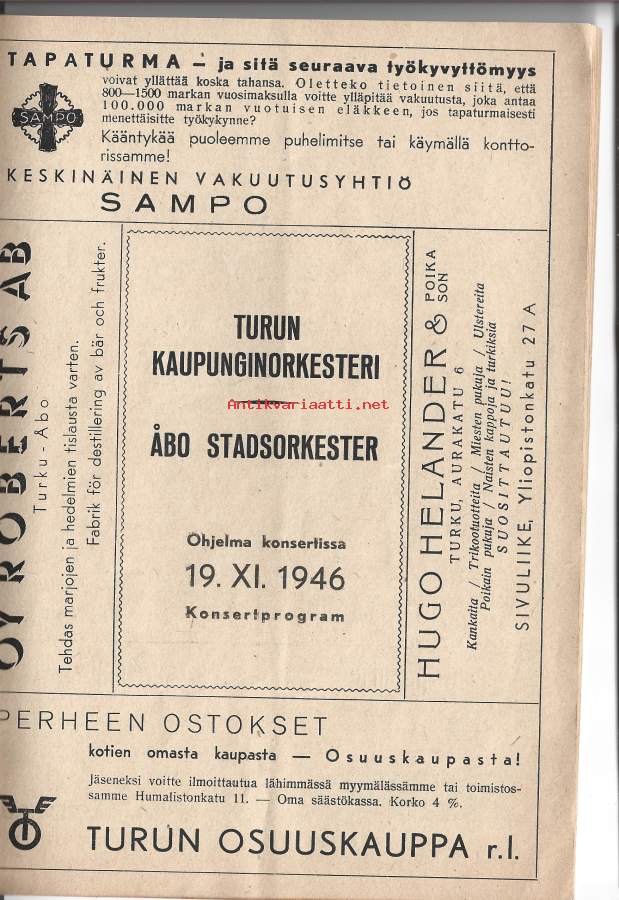 TAPATURMA – ja sitä seuraava työkyvyttömyys
voivat yllättää koska tahansa. Oletteko tietoinen siitä, että
800—1500 markan vuosimaksulla voitte ylläpitää vakuutusta, joka antaa
100.000 markan vuotuisen eläkkeen, jos tapaturmaisesti
menettäisitte työkykynne?
SAMPO
Kääntykää puoleemme puhelimitse tai käymällä kontto-
rissamme!
KESKINÄINEN VAKUUTUSYHTIÖ
SAMPO
OY ROBERTS AB
Turku - Åbo
Tehdas marjojen ja hedelmien tislausta varten.
Fabrik för destillering av bär och frukter.
TURUN
KAUPUNGINORKESTERI
Antikvariaatti.net
ÅBO STADSORKESTER
Ohjelma konsertissa
19. XI. 1946
Konsertprogram
HUGO HELANDER & POIKA
SON
TURKU, AURAKATU 6
Kankaita / Trikootuotteita / Miesten pukuja / Ulstereita
Poikain pukuja / Naisten kappoja ja turkiksia
SUOSITTAUTUU!
SIVULIIKE, Yliopistonkatu 27 A
PERHEEN OSTOKSET
kotien omasta kaupasta — Osuuskaupasta!
Jäseneksi voitte ilmoittautua lähimmässä myymälässämme tai toimistos-
samme Humalistonkatu 11. — Oma säästökassa. Korko 4 %.
TURUN OSUUSKAUPPA r.l.